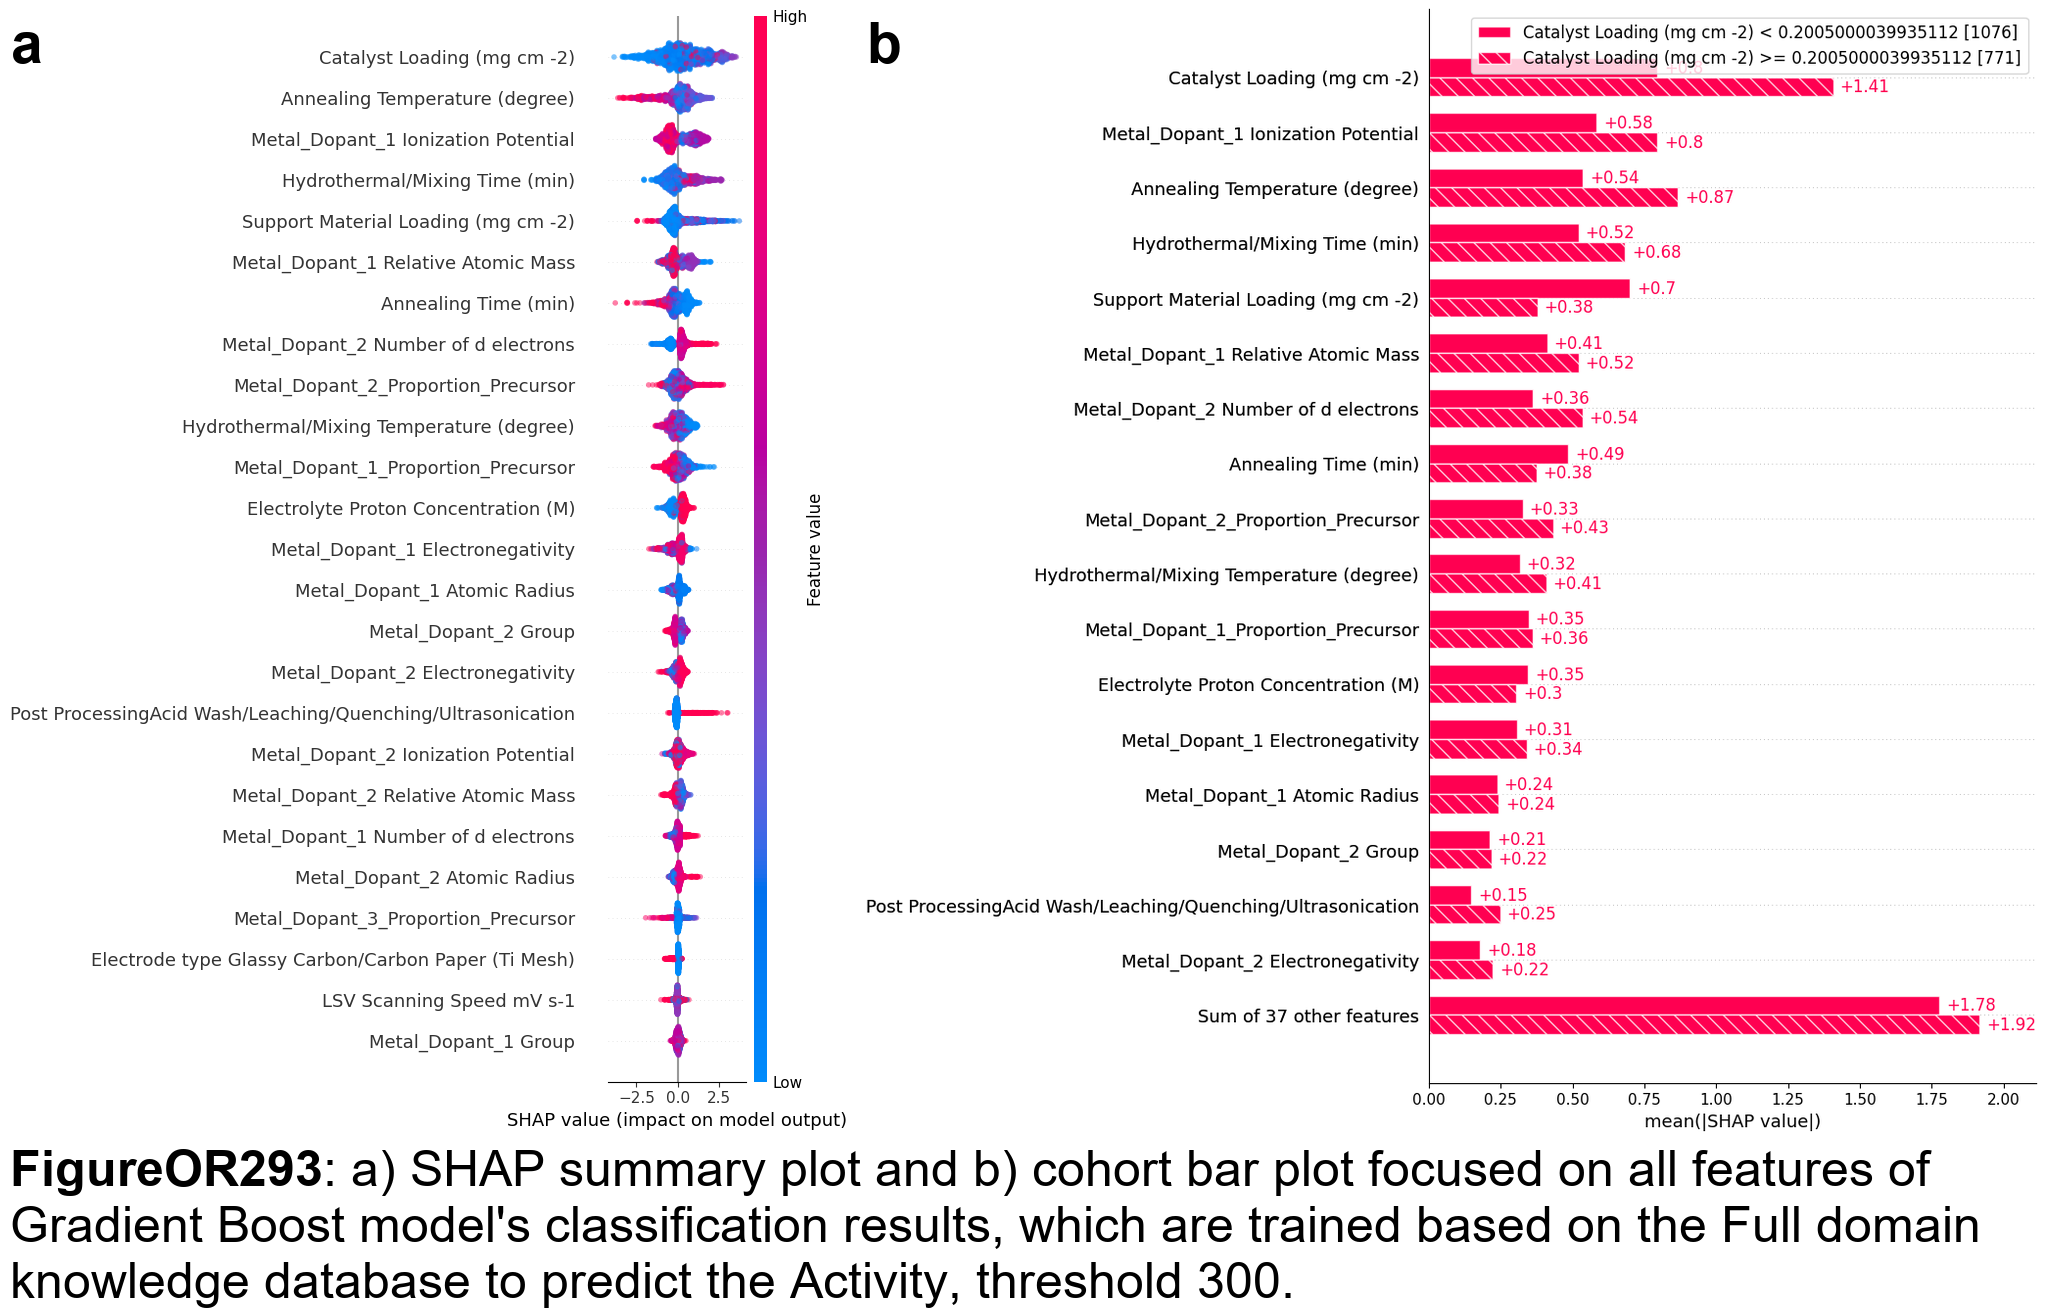 a
Catalyst Loading (mg cm -2)
Annealing Temperature (degree)
Metal_Dopant_1 Ionization Potential
Hydrothermal/Mixing Time (min)
Support Material Loading (mg cm -2)
Metal_Dopant_1 Relative Atomic Mass
Annealing Time (min)
Metal_Dopant_2 Number of d electrons
Metal_Dopant_2_Proportion_Precursor
Hydrothermal/Mixing Temperature (degree)
Metal_Dopant_1_Proportion_Precursor
Electrolyte Proton Concentration (M)
Metal_Dopant_1 Electronegativity
Metal_Dopant_1 Atomic Radius
Metal_Dopant_2 Group
Metal_Dopant_2 Electronegativity
Post ProcessingAcid Wash/Leaching/Quenching/Ultrasonication
Metal_Dopant_2 Ionization Potential
Metal_Dopant_2 Relative Atomic Mass
Metal_Dopant_1 Number of d electrons
Metal_Dopant_2 Atomic Radius
Metal_Dopant_3_Proportion_Precursor
Electrode type Glassy Carbon/Carbon Paper (Ti Mesh)
LSV Scanning Speed mV s-1
Metal_Dopant_1 Group
−2.5 0.0 2.5
SHAP value (impact on model output)
High
Feature value
Low
b
Catalyst Loading (mg cm -2) < 0.2005000039935112 [1076]
Catalyst Loading (mg cm -2) >= 0.2005000039935112 [771]
Catalyst Loading (mg cm -2)
+0.8
+1.41
Metal_Dopant_1 Ionization Potential
+0.58
+0.8
Annealing Temperature (degree)
+0.54
+0.87
Hydrothermal/Mixing Time (min)
+0.52
+0.68
Support Material Loading (mg cm -2)
+0.7
+0.38
Metal_Dopant_1 Relative Atomic Mass
+0.41
+0.52
Metal_Dopant_2 Number of d electrons
+0.36
+0.54
Annealing Time (min)
+0.49
+0.38
Metal_Dopant_2_Proportion_Precursor
+0.33
+0.43
Hydrothermal/Mixing Temperature (degree)
+0.32
+0.41
Metal_Dopant_1_Proportion_Precursor
+0.35
+0.36
Electrolyte Proton Concentration (M)
+0.35
+0.3
Metal_Dopant_1 Electronegativity
+0.31
+0.34
Metal_Dopant_1 Atomic Radius
+0.24
+0.24
Metal_Dopant_2 Group
+0.21
+0.22
Post ProcessingAcid Wash/Leaching/Quenching/Ultrasonication
+0.15
+0.25
Metal_Dopant_2 Electronegativity
+0.18
+0.22
Sum of 37 other features
+1.78
+1.92
0.00 0.25 0.50 0.75 1.00 1.25 1.50 1.75 2.00
mean(|SHAP value|)
FigureOR293: a) SHAP summary plot and b) cohort bar plot focused on all features of
Gradient Boost model's classification results, which are trained based on the Full domain
knowledge database to predict the Activity, threshold 300.